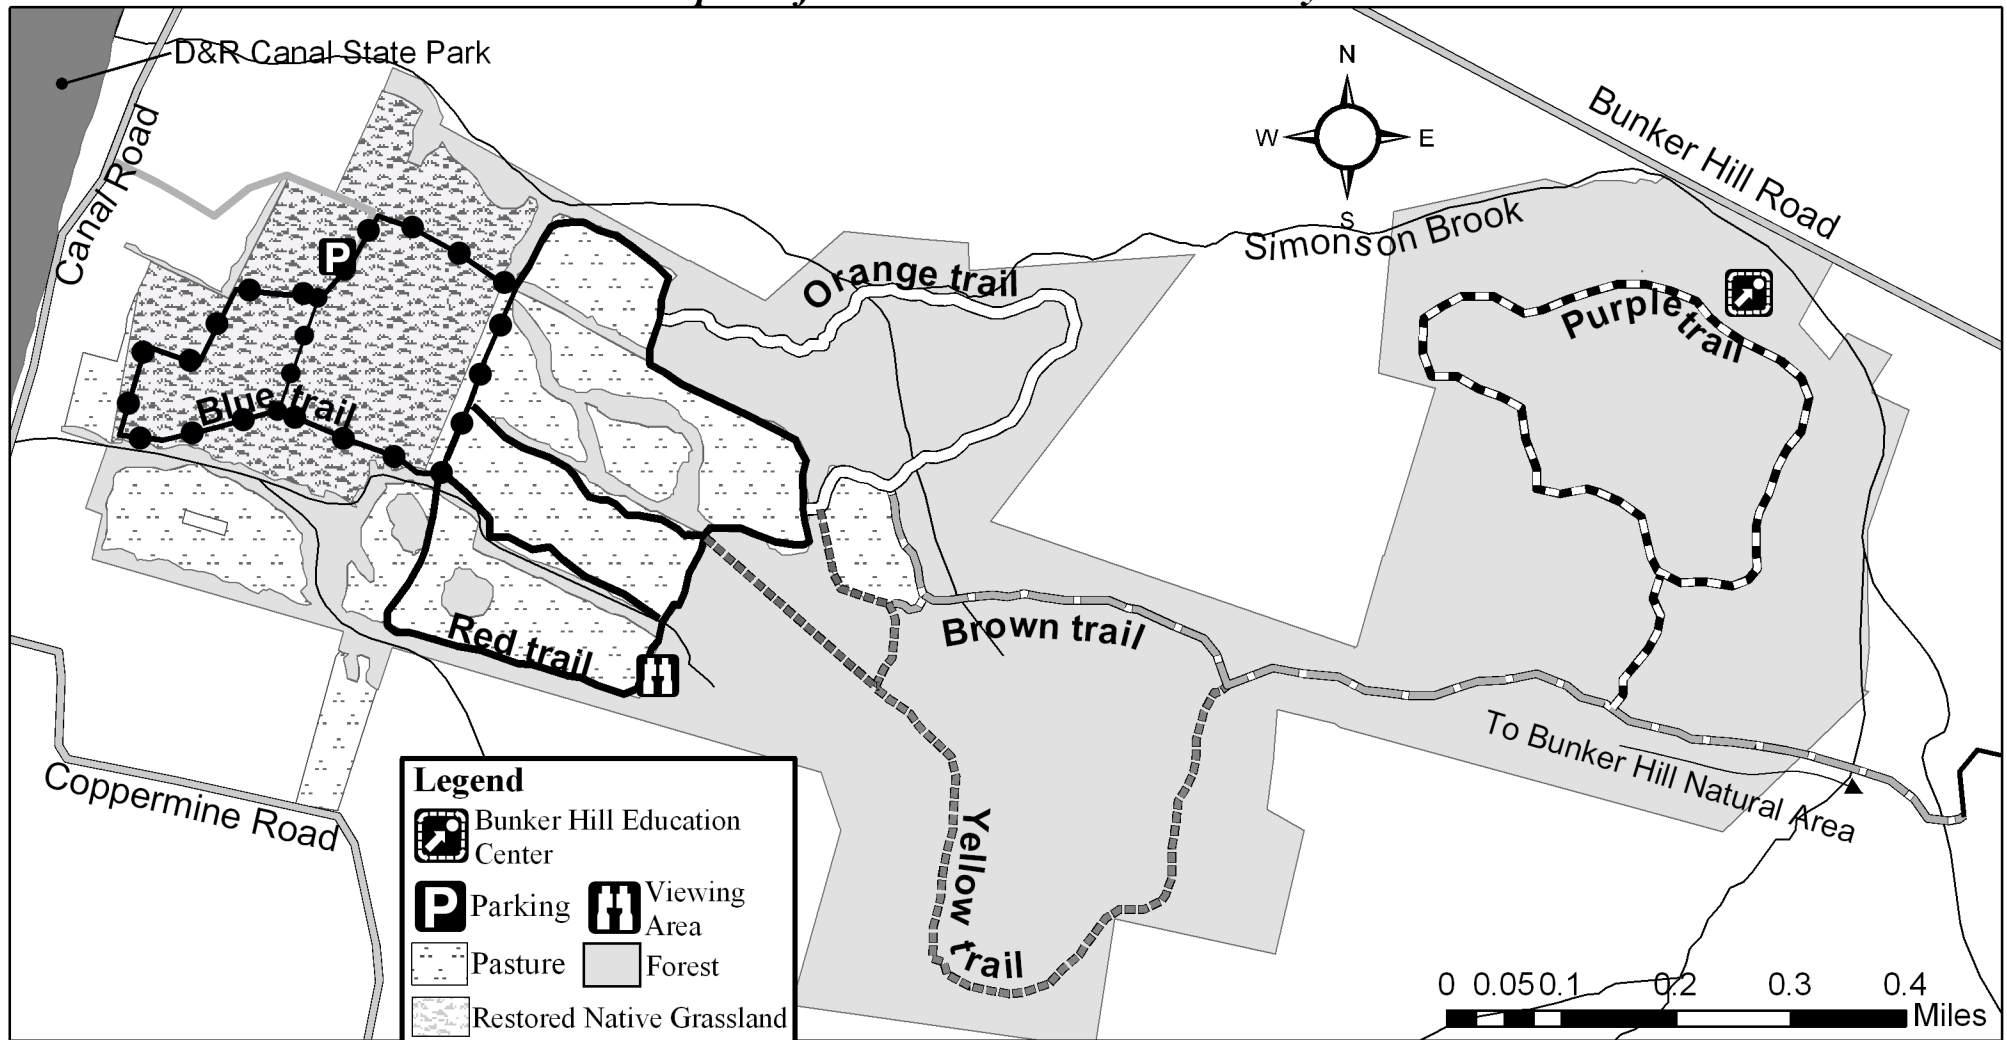 D&R Canal State Park
Canal Road
N
W
E
S
Bunker Hill Road
Simonson Brook
Orange trail
Purple trail
P
Blue trail
Red trail
Brown trail
To Bunker Hill Natural Area
Yellow trail
Coppermine Road
Legend
Bunker Hill Education
Center
P Parking
Viewing
Area
Pasture
Forest
Restored Native Grassland
0 0.05 0.1 0.2 0.3 0.4
Miles